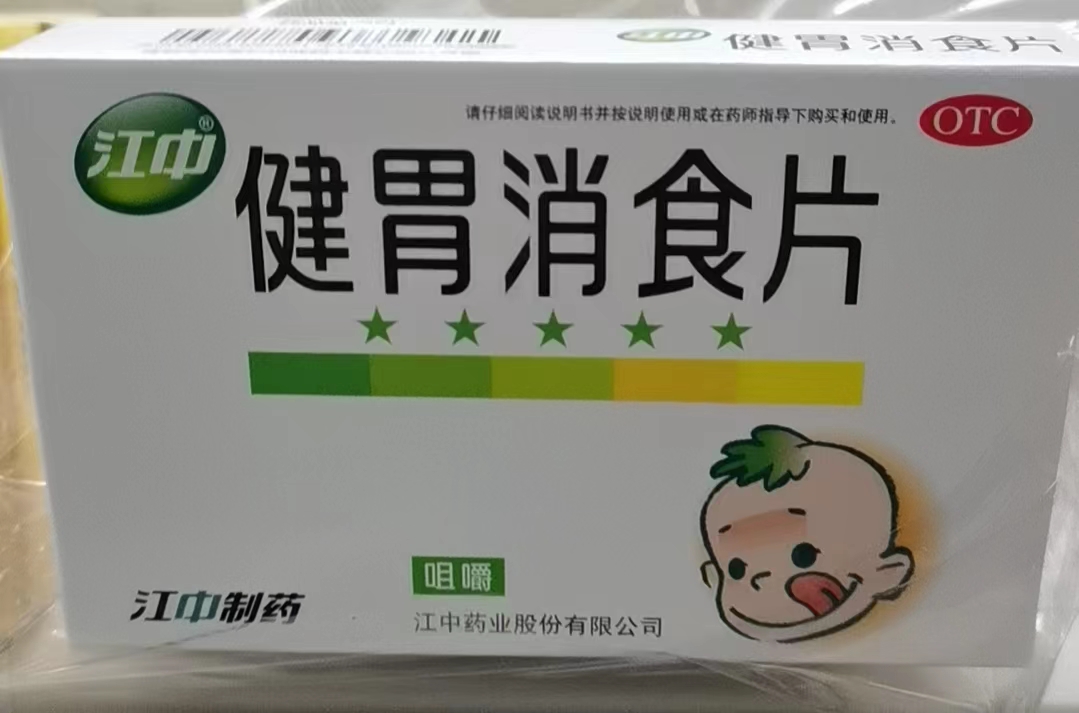 江中 健胃消食片
请仔细阅读说明书并按说明使用或在药师指导下购买和使用。
OTC
江中®
健胃消食片
咀嚼
江中制药
江中药业股份有限公司